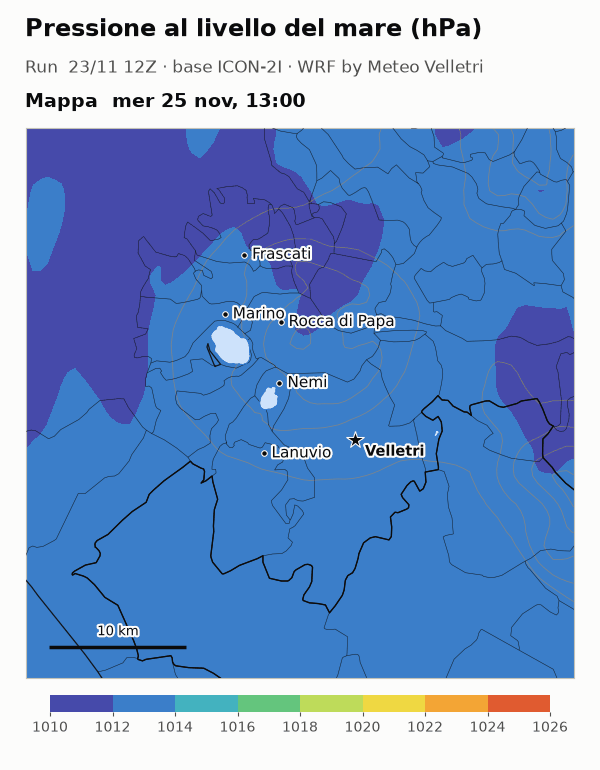 Pressione al livello del mare (hPa)
Run  23/11 12Z · base ICON-2I · WRF by Meteo Velletri
Mappa  mer 25 nov, 13:00
Frascati
Marino
Rocca di Papa
Nemi
Velletri
Lanuvio
10 km
1010 1012 1014 1016 1018 1020 1022 1024 1026